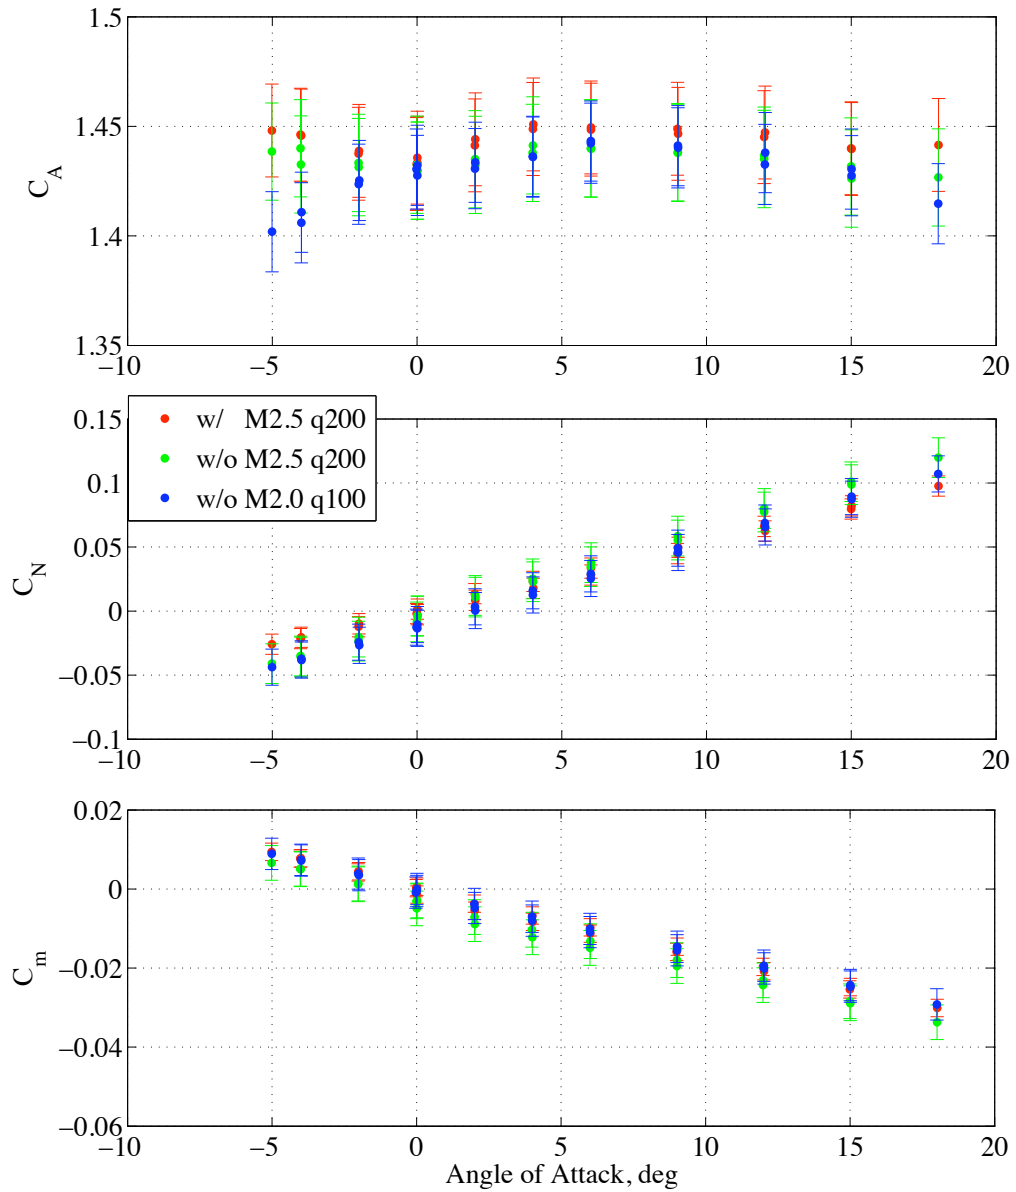 1.5
1.45
1.4
1.35
C_A
−10 −5 0 5 10 15 20
w/ M2.5 q200
w/o M2.5 q200
w/o M2.0 q100
0.15
0.1
0.05
0
−0.05
−0.1
C_N
−10 −5 0 5 10 15 20
0.02
0
−0.02
−0.04
−0.06
C_m
−10 −5 0 5 10 15 20
Angle of Attack, deg